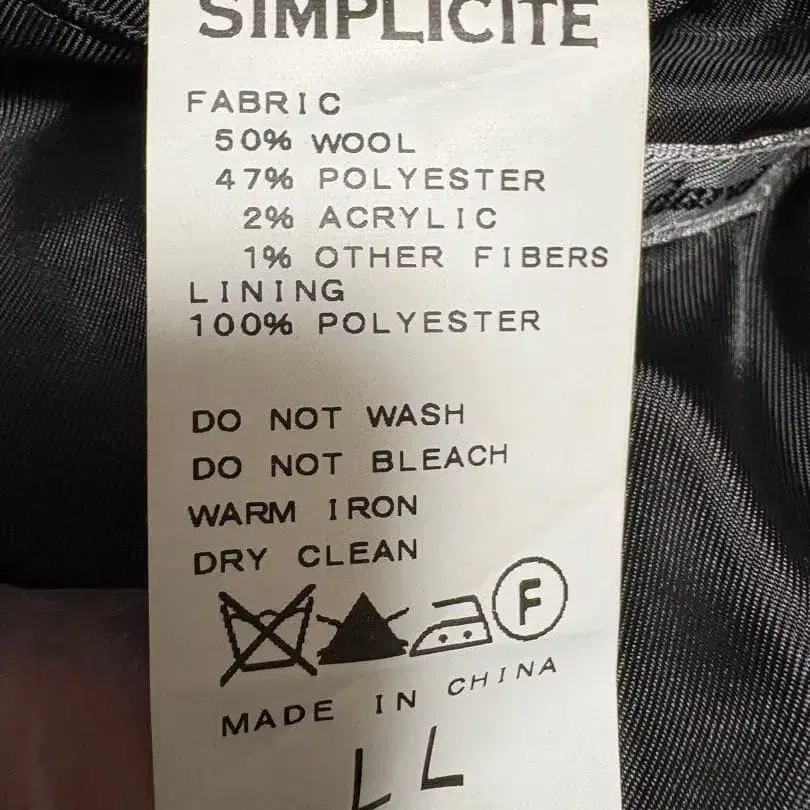 SIMPLICITE
FABRIC
50% WOOL
47% POLYESTER
2% ACRYLIC
1% OTHER FIBERS
LINING
100% POLYESTER
DO NOT WASH
DO NOT BLEACH
WARM IRON
DRY CLEAN
F
MADE IN CHINA
LL